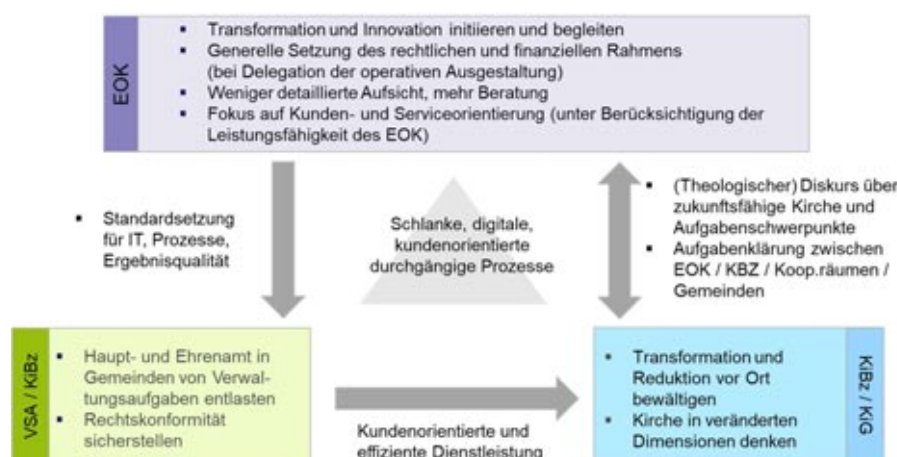 EOK
▪ Transformation und Innovation initiieren und begleiten
▪ Generelle Setzung des rechtlichen und finanziellen Rahmens
(bei Delegation der operativen Ausgestaltung)
▪ Weniger detaillierte Aufsicht, mehr Beratung
▪ Fokus auf Kunden- und Serviceorientierung (unter Berücksichtigung der
Leistungsfähigkeit des EOK)
▪ Standardsetzung
für IT, Prozesse,
Ergebnisqualität
Schlanke, digitale,
kundenorientierte
durchgängige Prozesse
▪ (Theologischer) Diskurs über
zukunftsfähige Kirche und
Aufgabenschwerpunkte
▪ Aufgabenklärung zwischen
EOK / KBZ / Koop.räumen /
Gemeinden
VSA / KiBz
▪ Haupt- und Ehrenamt in
Gemeinden von Verwal-
tungsaufgaben entlasten
▪ Rechtskonformität
sicherstellen
Kundenorientierte und
effiziente Dienstleistung
▪ Transformation und
Reduktion vor Ort
bewältigen
▪ Kirche in veränderten
Dimensionen denken
KiBz / KiG